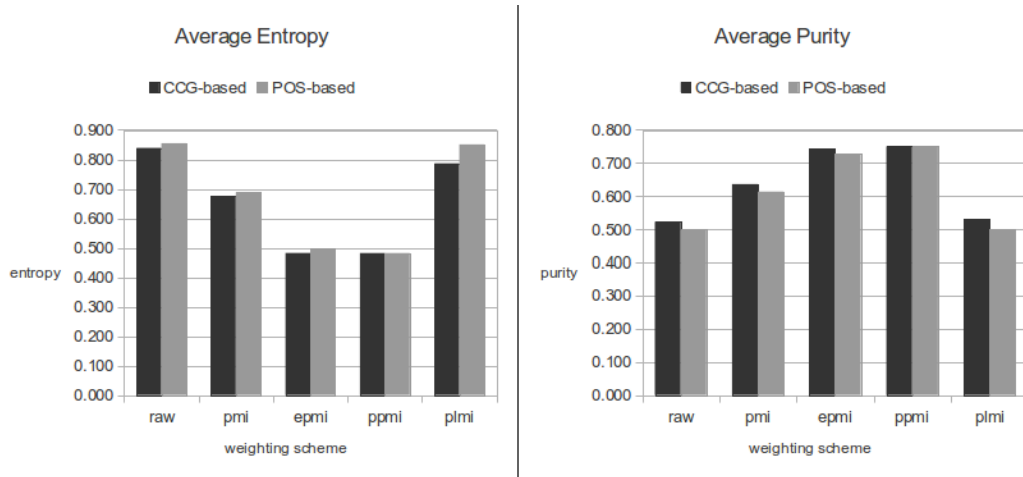 Average Entropy
CCG-based POS-based
0.900
0.800
0.700
0.600
0.500
0.400
0.300
0.200
0.100
0.000
entropy
raw pmi epmi ppmi plmi
weighting scheme
Average Purity
CCG-based POS-based
0.800
0.700
0.600
0.500
0.400
0.300
0.200
0.100
0.000
purity
raw pmi epmi ppmi plmi
weighting scheme